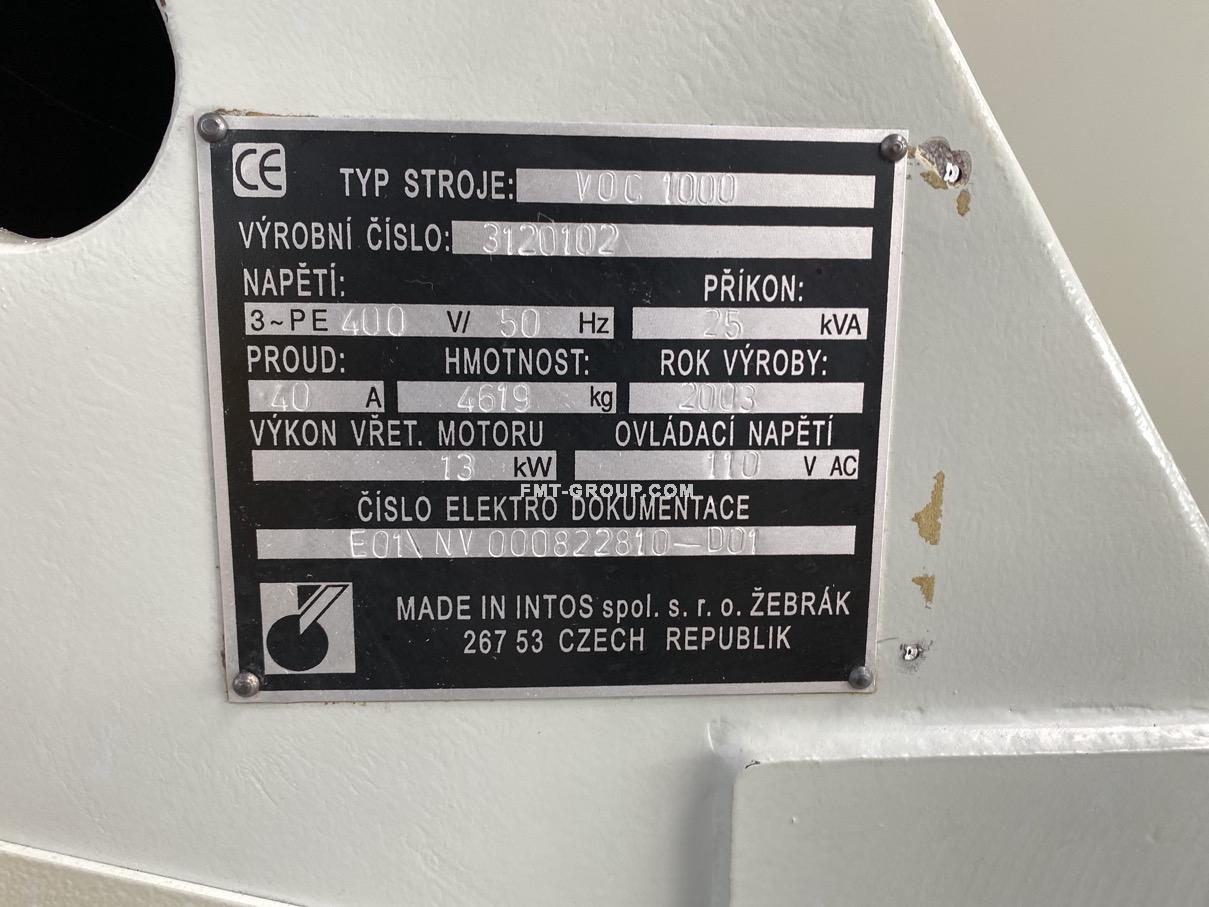 CE TYP STROJE: VOC 1000
VÝROBNÍ ČÍSLO: 3120102
NAPĚTÍ: PŘÍKON:
3~PE 400 V/ 50 Hz 25 kVA
PROUD: HMOTNOST: ROK VÝROBY:
40 A 4619 kg 2003
VÝKON VŘET. MOTORU OVLÁDACÍ NAPĚTÍ
13 kW 110 V AC
FMT-GROUP.COM
ČÍSLO ELEKTRO DOKUMENTACE
E01\NV 000822810-D01
MADE IN INTOS spol. s. r. o. ŽEBRÁK
267 53 CZECH REPUBLIK